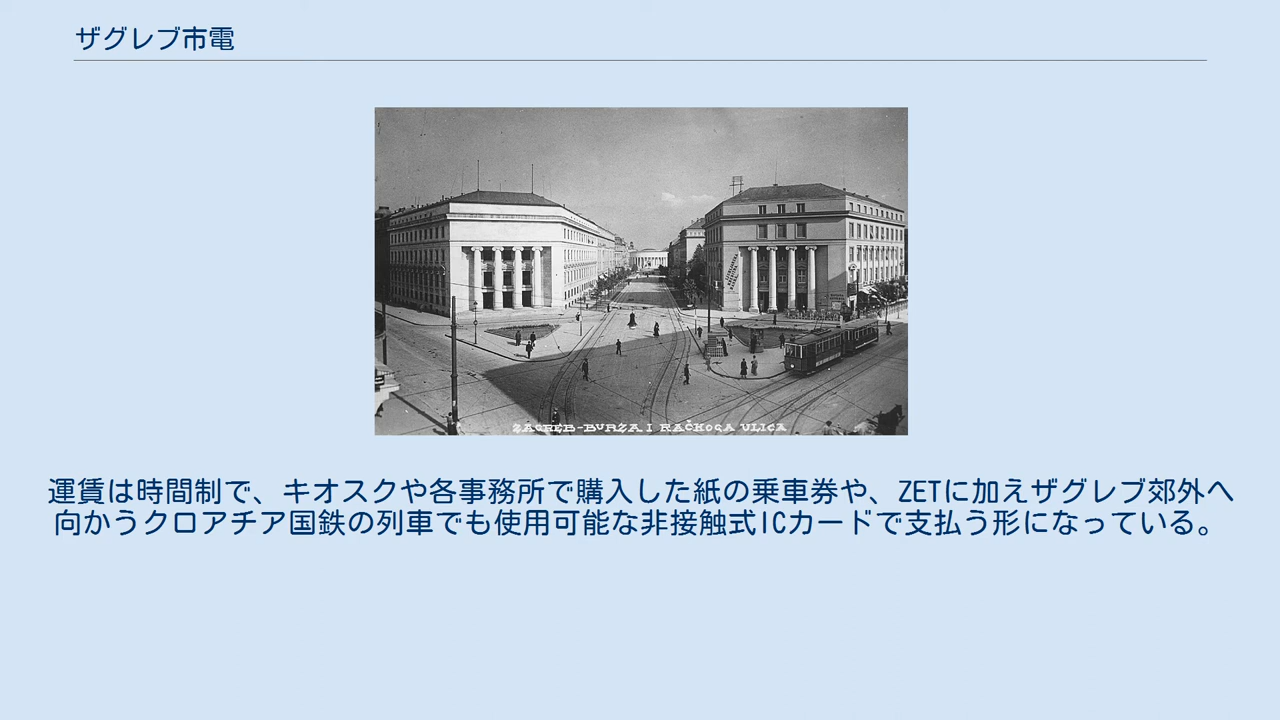 ザグレブ市電
ZAGREB-BURZA I RAČKOGA ULICA
運賃は時間制で、キオスクや各事務所で購入した紙の乗車券や、ZETに加えザグレブ郊外へ
向かうクロアチア国鉄の列車でも使用可能な非接触式ICカードで支払う形になっている。